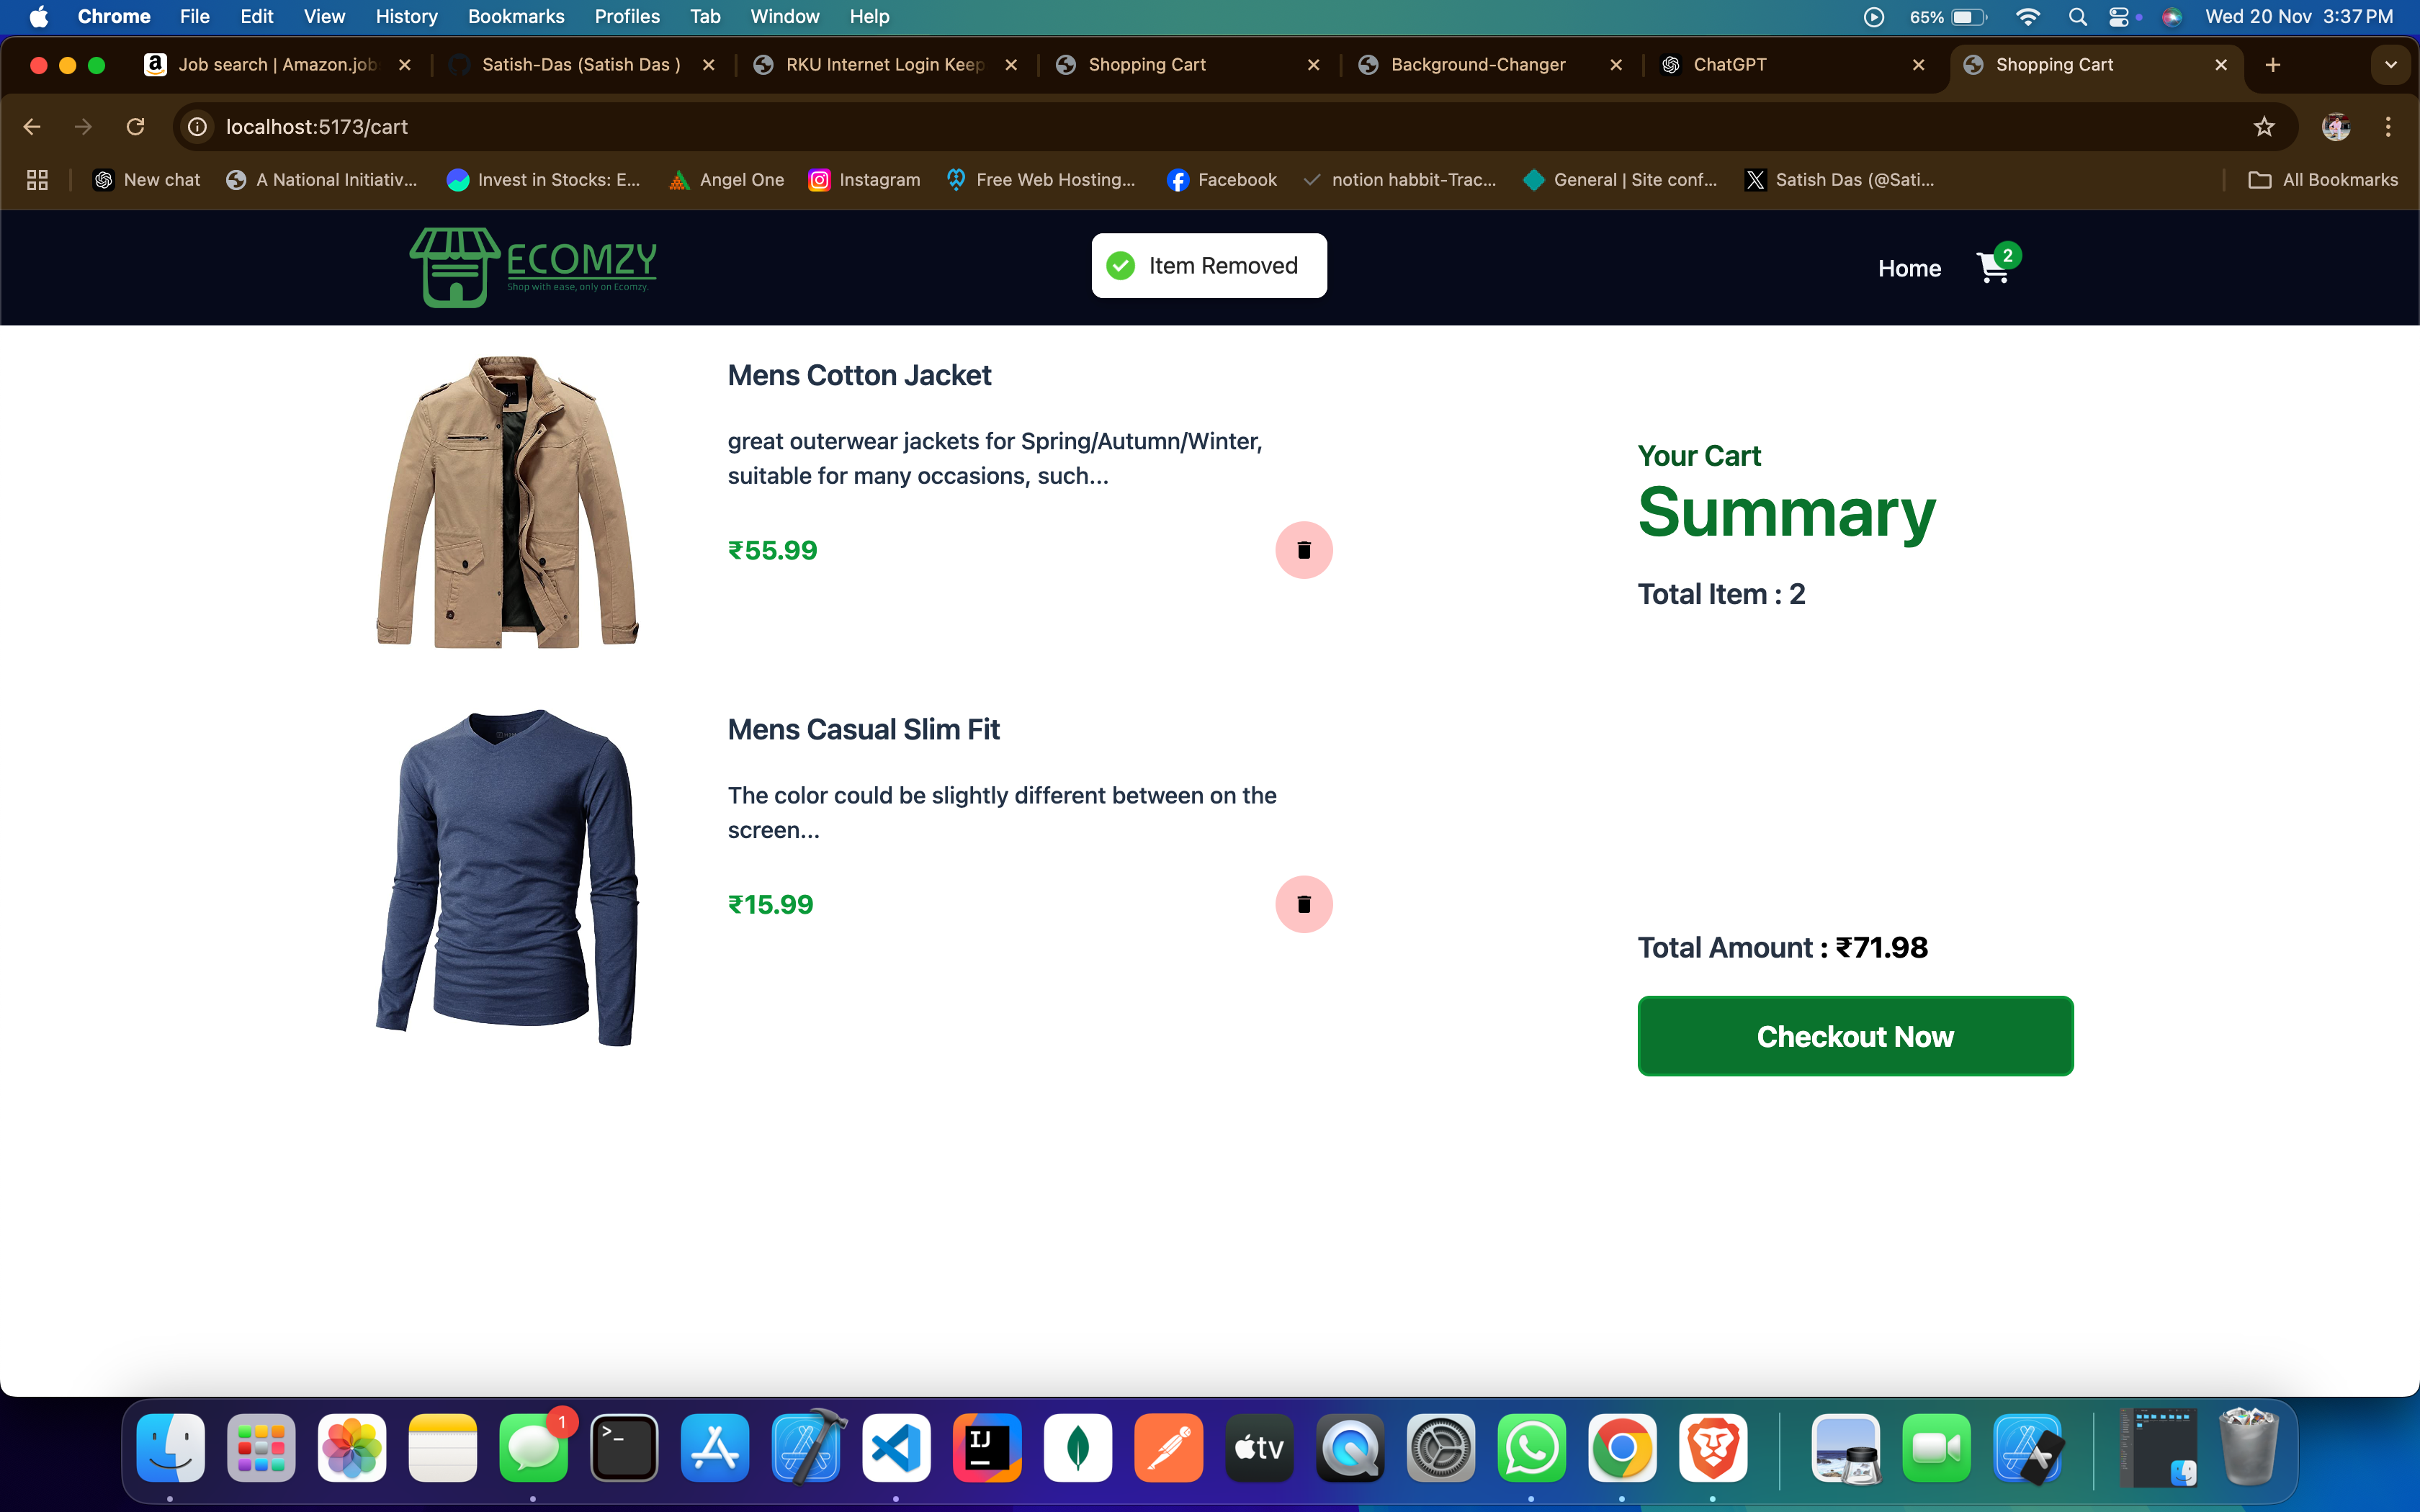 Chrome File Edit View History Bookmarks Profiles Tab Window Help 65% Wed 20 Nov 3:37 PM
Job search | Amazon.job Satish-Das (Satish Das ) RKU Internet Login Keep Shopping Cart Background-Changer ChatGPT Shopping Cart
localhost:5173/cart
New chat A National Initiativ... Invest in Stocks: E... Angel One Instagram Free Web Hosting... Facebook notion habbit-Trac... General | Site conf... Satish Das (@Sati... All Bookmarks
ECOMZY
Shop with ease, only on Ecomzy.
Item Removed
Home 2
Mens Cotton Jacket
great outerwear jackets for Spring/Autumn/Winter,
suitable for many occasions, such...
₹55.99
Mens Casual Slim Fit
The color could be slightly different between on the
screen...
₹15.99
Your Cart
Summary
Total Item : 2
Total Amount : ₹71.98
Checkout Now
1
>_
IJ
tv